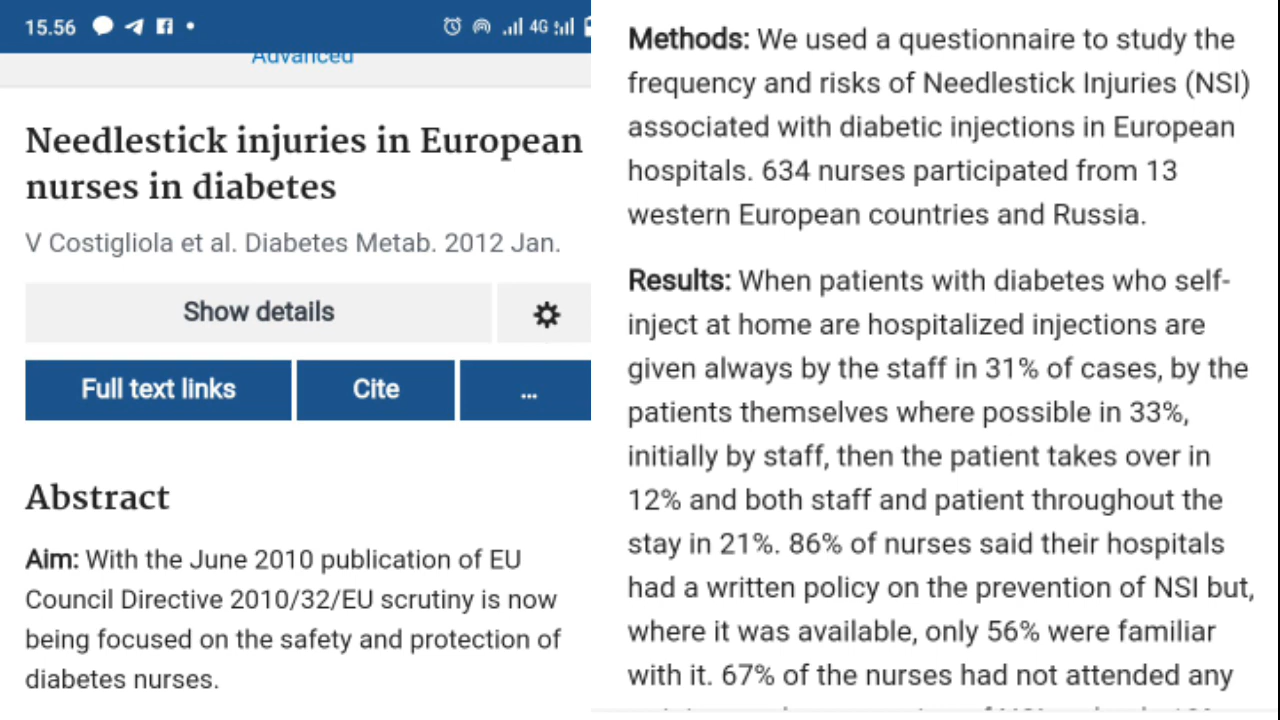 15.56
4G
Advanced
Needlestick injuries in European
nurses in diabetes
V Costigliola et al. Diabetes Metab. 2012 Jan.
Show details
Full text links
Cite
...
Abstract
Aim: With the June 2010 publication of EU
Council Directive 2010/32/EU scrutiny is now
being focused on the safety and protection of
diabetes nurses.
Methods: We used a questionnaire to study the
frequency and risks of Needlestick Injuries (NSI)
associated with diabetic injections in European
hospitals. 634 nurses participated from 13
western European countries and Russia.
Results: When patients with diabetes who self-
inject at home are hospitalized injections are
given always by the staff in 31% of cases, by the
patients themselves where possible in 33%,
initially by staff, then the patient takes over in
12% and both staff and patient throughout the
stay in 21%. 86% of nurses said their hospitals
had a written policy on the prevention of NSI but,
where it was available, only 56% were familiar
with it. 67% of the nurses had not attended any